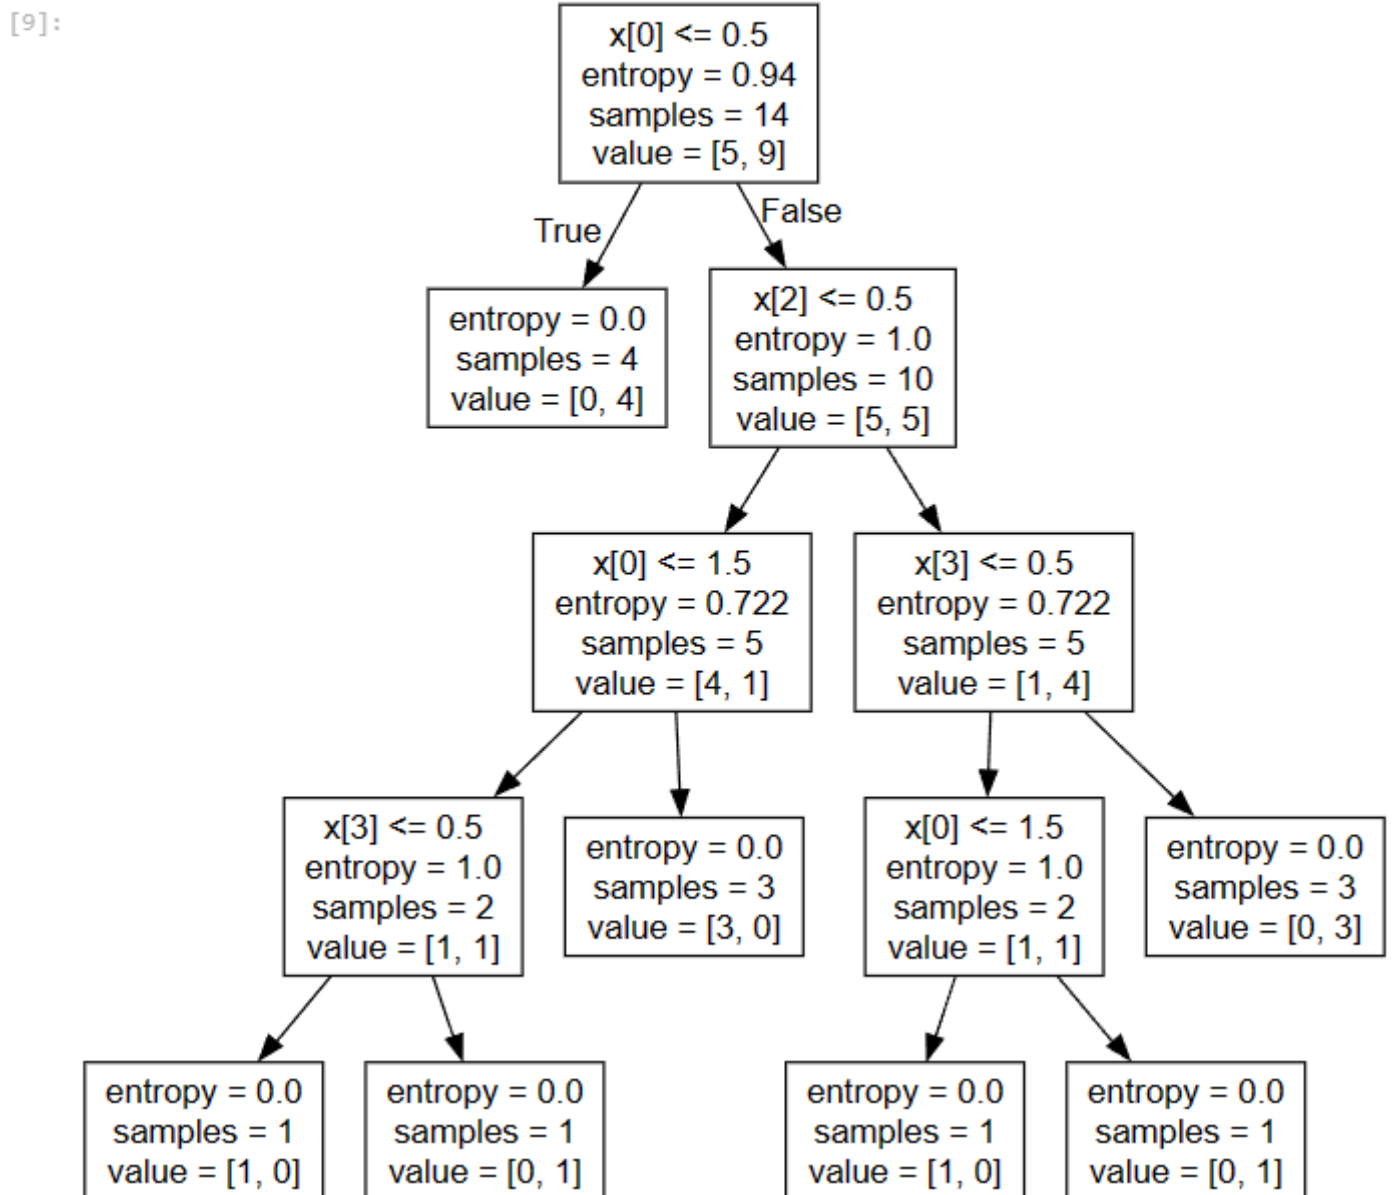 [9]:
x[0] <= 0.5
entropy = 0.94
samples = 14
value = [5, 9]
True
False
entropy = 0.0
samples = 4
value = [0, 4]
x[2] <= 0.5
entropy = 1.0
samples = 10
value = [5, 5]
x[0] <= 1.5
entropy = 0.722
samples = 5
value = [4, 1]
x[3] <= 0.5
entropy = 0.722
samples = 5
value = [1, 4]
x[3] <= 0.5
entropy = 1.0
samples = 2
value = [1, 1]
entropy = 0.0
samples = 3
value = [3, 0]
x[0] <= 1.5
entropy = 1.0
samples = 2
value = [1, 1]
entropy = 0.0
samples = 3
value = [0, 3]
entropy = 0.0
samples = 1
value = [1, 0]
entropy = 0.0
samples = 1
value = [0, 1]
entropy = 0.0
samples = 1
value = [1, 0]
entropy = 0.0
samples = 1
value = [0, 1]